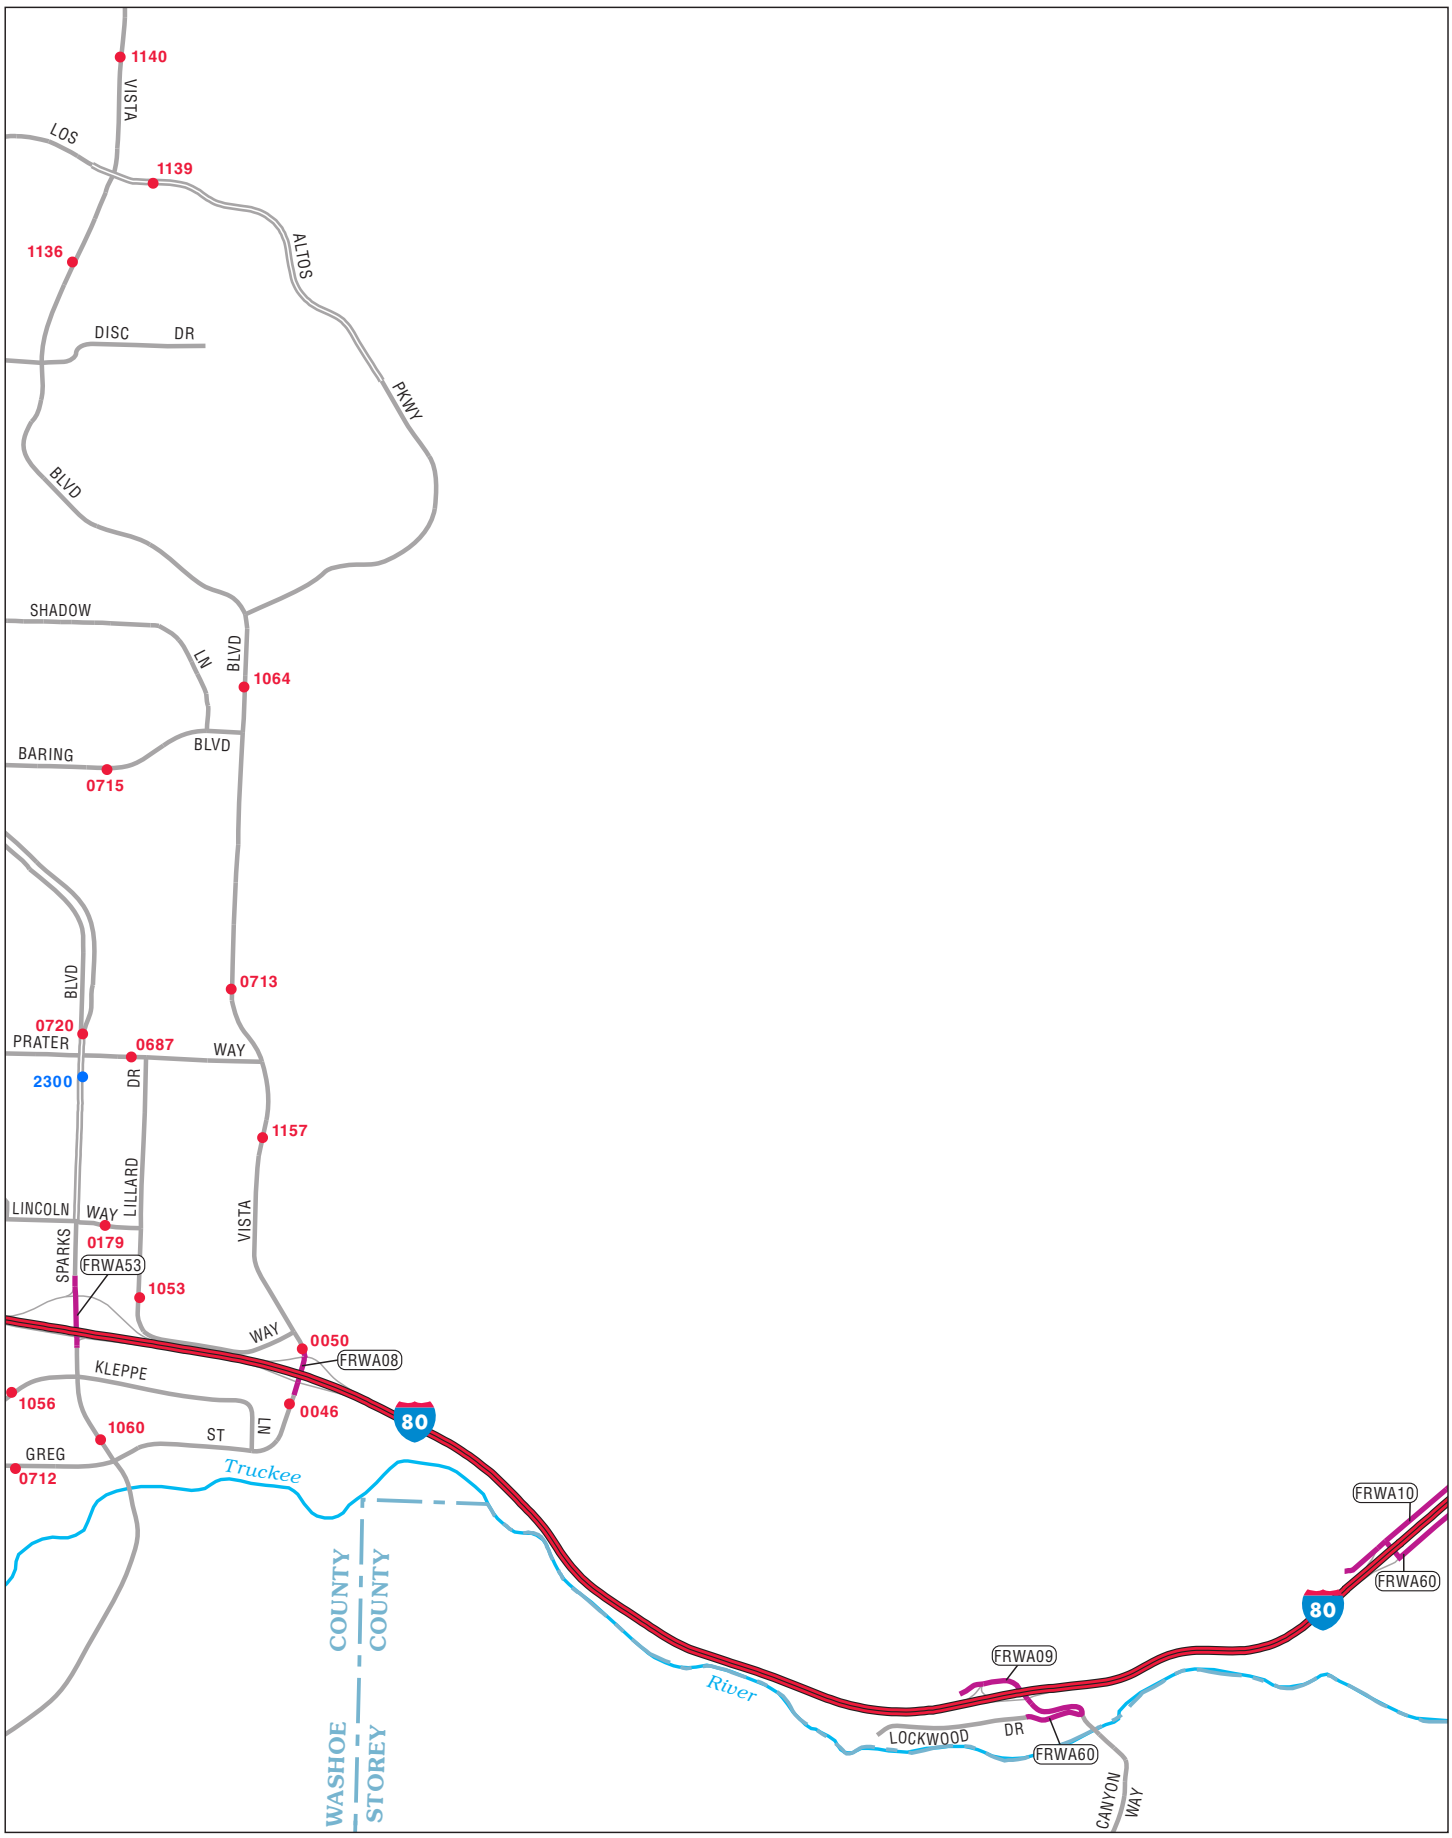 1140
VISTA
LOS
1139
1136
ALTOS
DISC DR
PKWY
BLVD
SHADOW
LN
BLVD
1064
BARING
BLVD
0715
BLVD
0713
0720
PRATER
0687
WAY
2300
DR
1157
LILLARD
LINCOLN WAY
0179
VISTA
SPARKS
FRWA53
1053
WAY
0050
FRWA08
KLEPPE
1056
0046
80
1060
ST
LN
GREG
0712
Truckee
FRWA10
FRWA60
80
COUNTY
COUNTY
FRWA09
River
WASHOE
STOREY
LOCKWOOD DR
FRWA60
CANYON
WAY